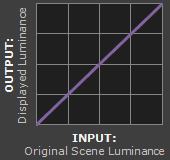 OUTPUT:
Displayed Luminance
INPUT:
Original Scene Luminance